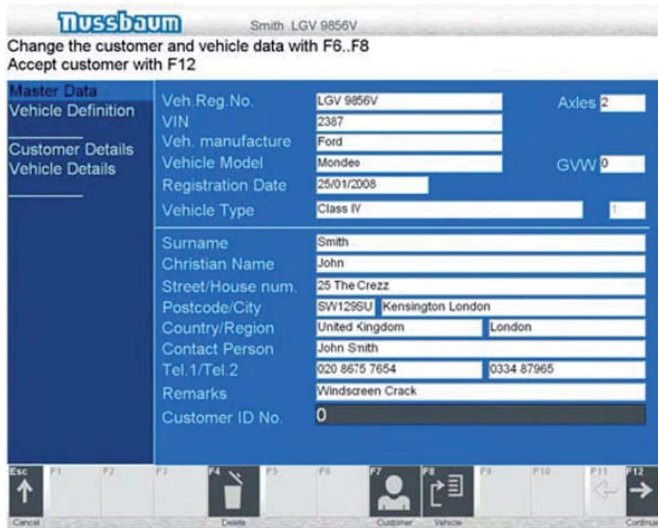 Nussbaum
Smith LGV 9856V
Change the customer and vehicle data with F6..F8
Accept customer with F12
Master Data
Vehicle Definition
Customer Details
Vehicle Details
Veh.Reg.No. LGV 9856V Axles 2
VIN 2387
Veh. manufacture Ford
Vehicle Model Mondeo GVW 0
Registration Date 25/01/2008
Vehicle Type Class IV 1
Surname Smith
Christian Name John
Street/House num. 25 The Crezz
Postcode/City SW129SU Kensington London
Country/Region United Kingdom London
Contact Person John Smith
Tel.1/Tel.2 020 8675 7654 0334 87965
Remarks Windscreen Crack
Customer ID No. 0
Esc F1 F2 F3 F4 F5 F6 F7 F8 F9 F10 F11 F12
Cancel Delete Customer Vehicle Continue